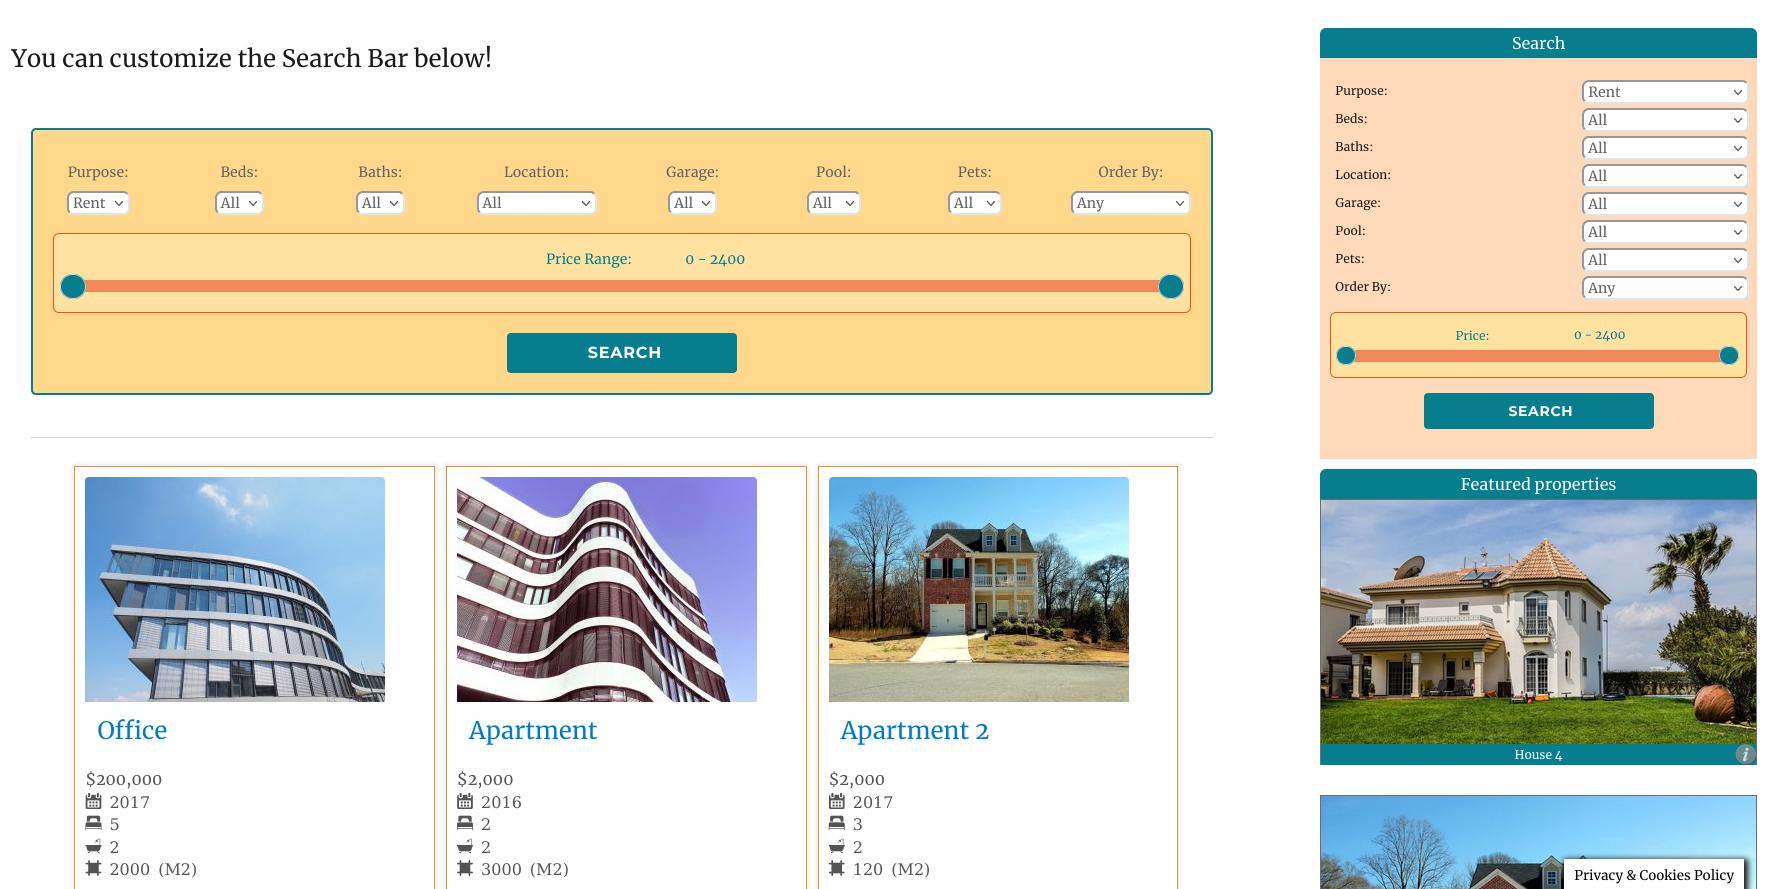 You can customize the Search Bar below!
Purpose: Beds: Baths: Location: Garage: Pool: Pets: Order By:
Rent All All All All All All Any
Price Range: 0 - 2400
SEARCH
Office
$200,000
2017
5
2
2000 (M2)
Apartment
$2,000
2016
2
2
3000 (M2)
Apartment 2
$2,000
2017
3
2
120 (M2)
Search
Purpose: Rent
Beds: All
Baths: All
Location: All
Garage: All
Pool: All
Pets: All
Order By: Any
Price: 0 - 2400
SEARCH
Featured properties
House 4
i
Privacy & Cookies Policy